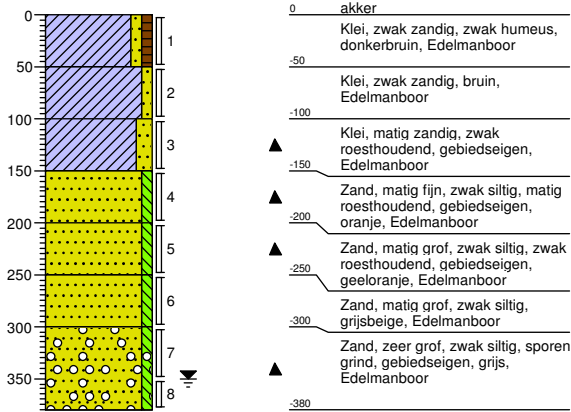 0
50
100
150
200
250
300
350
1
2
3
4
5
6
7
8
0 akker
Klei, zwak zandig, zwak humeus,
donkerbruin, Edelmanboor
-50
Klei, zwak zandig, bruin,
Edelmanboor
-100
Klei, matig zandig, zwak
roesthoudend, gebiedseigen,
Edelmanboor
-150
Zand, matig fijn, zwak siltig, matig
roesthoudend, gebiedseigen,
oranje, Edelmanboor
-200
Zand, matig grof, zwak siltig, zwak
roesthoudend, gebiedseigen,
geeloranje, Edelmanboor
-250
Zand, matig grof, zwak siltig,
grijsbeige, Edelmanboor
-300
Zand, zeer grof, zwak siltig, sporen
grind, gebiedseigen, grijs,
Edelmanboor
-380